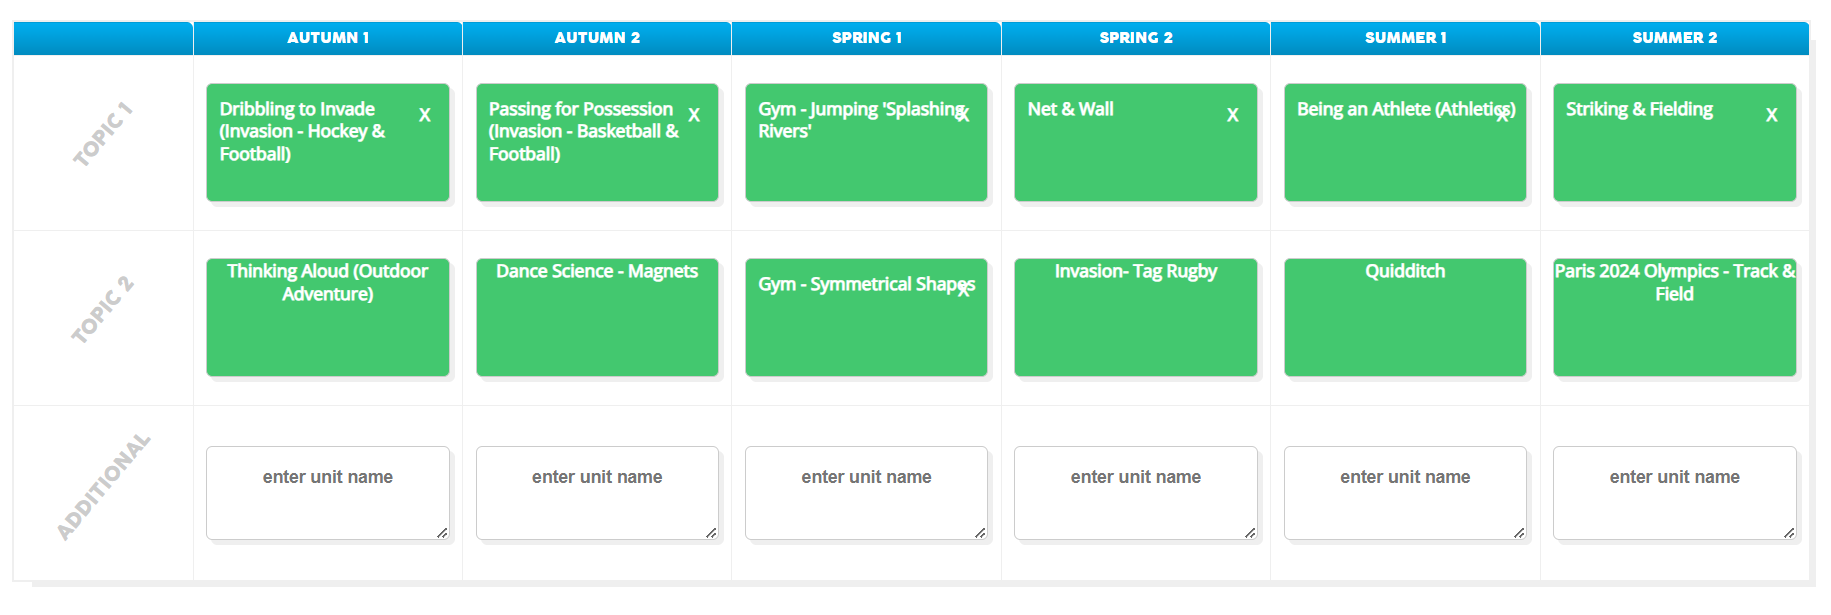 AUTUMN 1
AUTUMN 2
SPRING 1
SPRING 2
SUMMER 1
SUMMER 2
TOPIC 1
Dribbling to Invade
(Invasion - Hockey &
Football)
X
Passing for Possession
(Invasion - Basketball &
Football)
X
Gym - Jumping 'Splashing
Rivers'
X
Net & Wall
X
Being an Athlete (Athletics)
X
Striking & Fielding
X
TOPIC 2
Thinking Aloud (Outdoor
Adventure)
Dance Science - Magnets
Gym - Symmetrical Shapes
X
Invasion- Tag Rugby
Quidditch
Paris 2024 Olympics - Track &
Field
ADDITIONAL
enter unit name
enter unit name
enter unit name
enter unit name
enter unit name
enter unit name